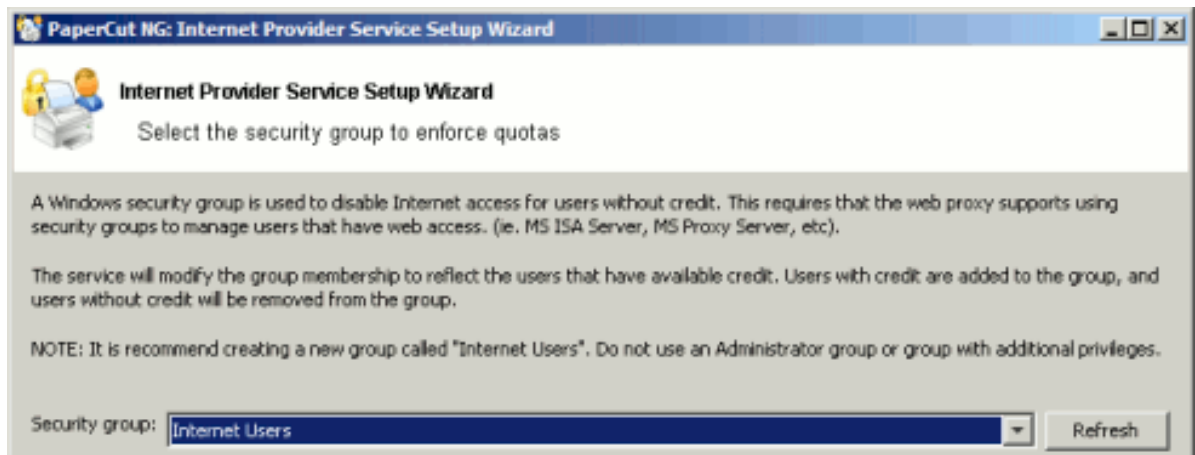 PaperCut NG: Internet Provider Service Setup Wizard
Internet Provider Service Setup Wizard
Select the security group to enforce quotas
A Windows security group is used to disable Internet access for users without credit. This requires that the web proxy supports using
security groups to manage users that have web access. (ie. MS ISA Server, MS Proxy Server, etc).
The service will modify the group membership to reflect the users that have available credit. Users with credit are added to the group, and
users without credit will be removed from the group.
NOTE: It is recommend creating a new group called "Internet Users". Do not use an Administrator group or group with additional privileges.
Security group: Internet Users Refresh